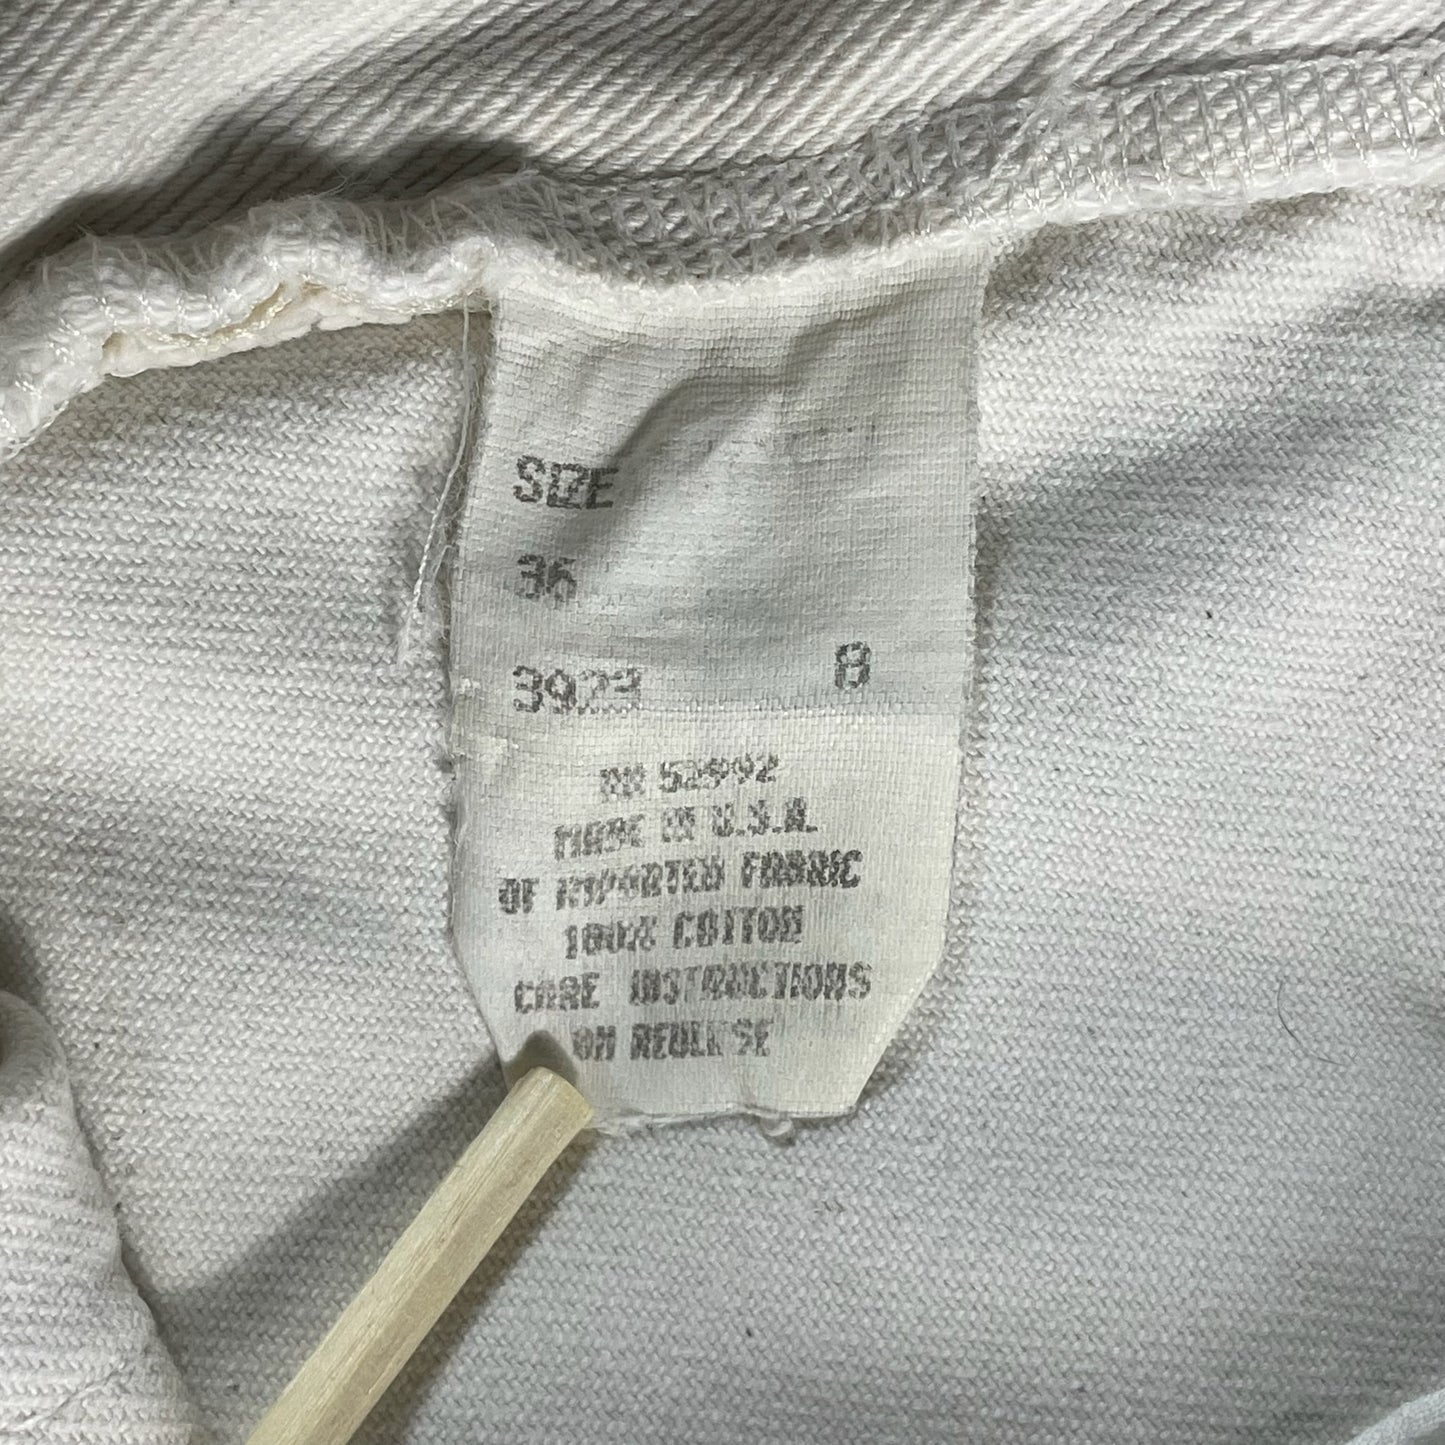 SIZE
36
3923 8
RN 52992
MADE IN U.S.A.
OF IMPORTED FABRIC
100% COTTON
CARE INSTRUCTIONS
ON REVERSE